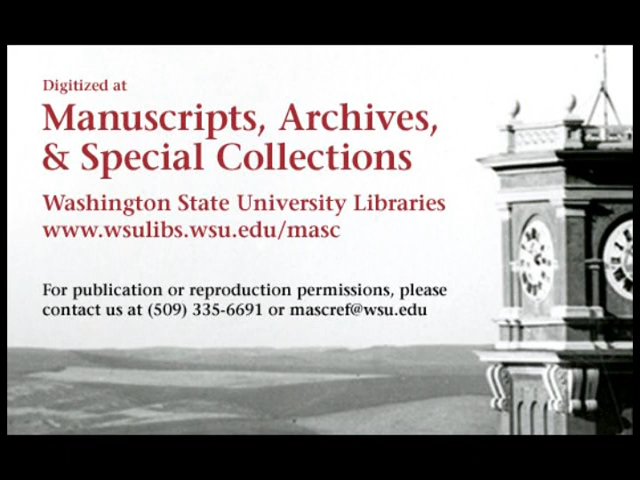 Digitized at
Manuscripts, Archives,
& Special Collections
Washington State University Libraries
www.wsulibs.wsu.edu/masc
For publication or reproduction permissions, please
contact us at (509) 335-6691 or mascref@wsu.edu